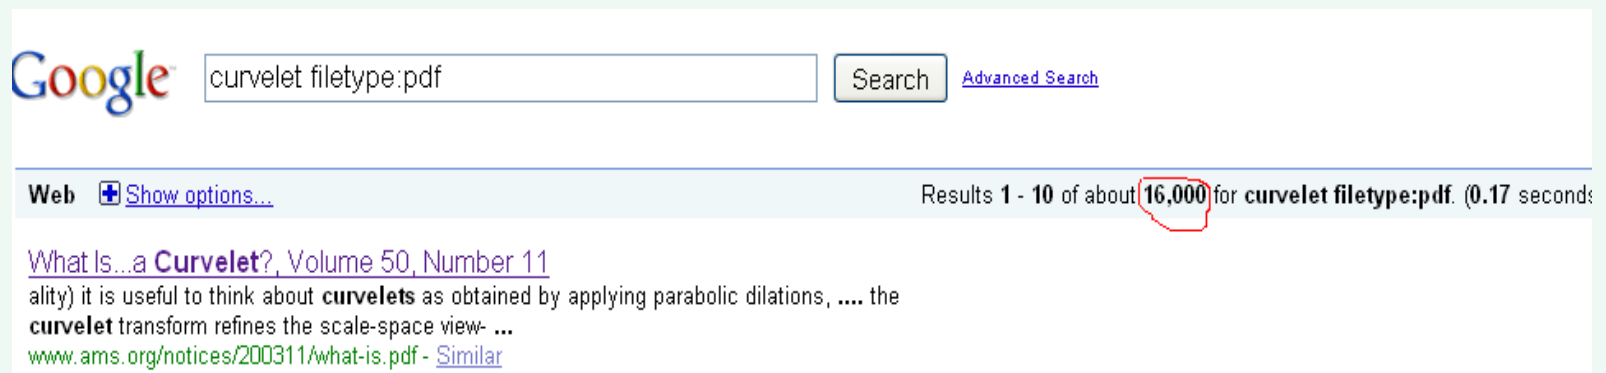 Google curvelet filetype:pdf Search Advanced Search
Web Show options... Results 1 - 10 of about 16,000 for curvelet filetype:pdf. (0.17 seconds
What Is...a Curvelet?, Volume 50, Number 11
ality) it is useful to think about curvelets as obtained by applying parabolic dilations, .... the
curvelet transform refines the scale-space view- ...
www.ams.org/notices/200311/what-is.pdf - Similar